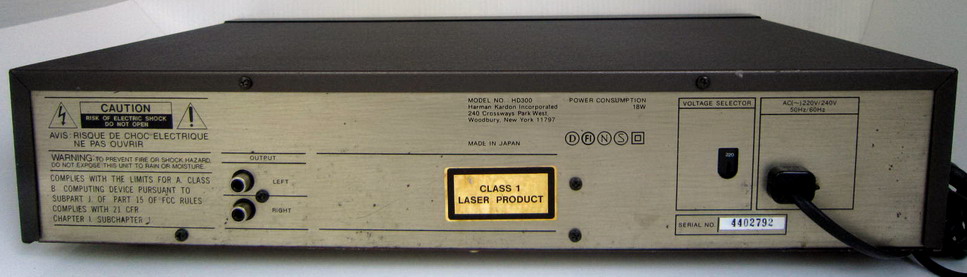 CAUTION
RISK OF ELECTRIC SHOCK
DO NOT OPEN
AVIS: RISQUE DE CHOC ELECTRIQUE
NE PAS OUVRIR
WARNING: TO PREVENT FIRE OR SHOCK HAZARD,
DO NOT EXPOSE THIS UNIT TO RAIN OR MOISTURE.
COMPLIES WITH THE LIMITS FOR A CLASS
B COMPUTING DEVICE PURSUANT TO
SUBPART J OF PART 15 OF FCC RULES
COMPLIES WITH 21 CFR
CHAPTER I SUBCHAPTER J
OUTPUT
LEFT
RIGHT
MODEL NO. HD300
Harman Kardon Incorporated
240 Crossways Park West
Woodbury, New York 11797
MADE IN JAPAN
POWER CONSUMPTION
18W
D FI N S
CLASS 1
LASER PRODUCT
VOLTAGE SELECTOR
220
AC(~)220V/240V
50Hz/60Hz
SERIAL NO. 4402792